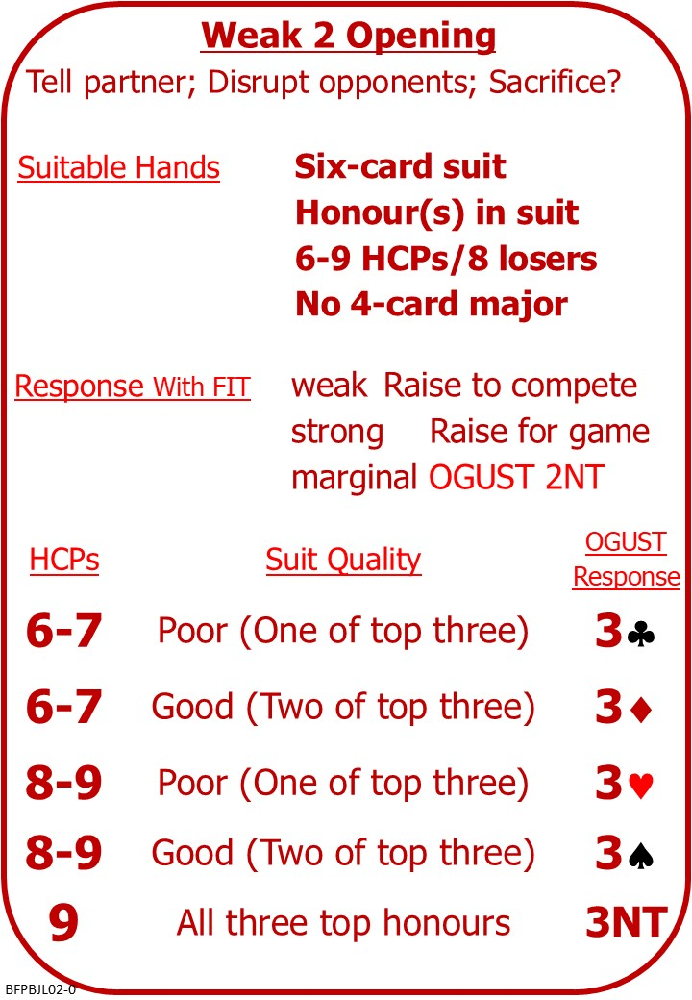 Weak 2 Opening
Tell partner; Disrupt opponents; Sacrifice?
Suitable Hands Six-card suit
Honour(s) in suit
6-9 HCPs/8 losers
No 4-card major
Response With FIT weak Raise to compete
strong Raise for game
marginal OGUST 2NT
HCPs Suit Quality OGUST Response
6-7 Poor (One of top three) 3♣
6-7 Good (Two of top three) 3♦
8-9 Poor (One of top three) 3♥
8-9 Good (Two of top three) 3♠
9 All three top honours 3NT
BFPBJL02-0